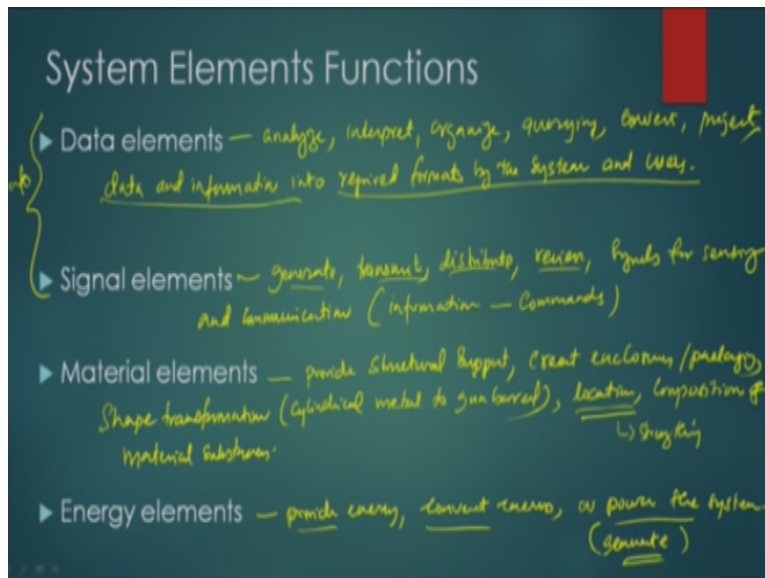 System Elements Functions
Data elements — analyze, interpret, organize, querying, convert, project
data and information into required formats by the system and users.
Signal elements — generate, transmit, distribute, receive, signals for sensing
and communication (information — commands)
Material elements — provide structural support, creat enclosures /
Shape transformation (cylindrical metal to gun barrel), location, composition of
material substances.
Energy elements — provide energy, convert energy, or power the system.
(generate)